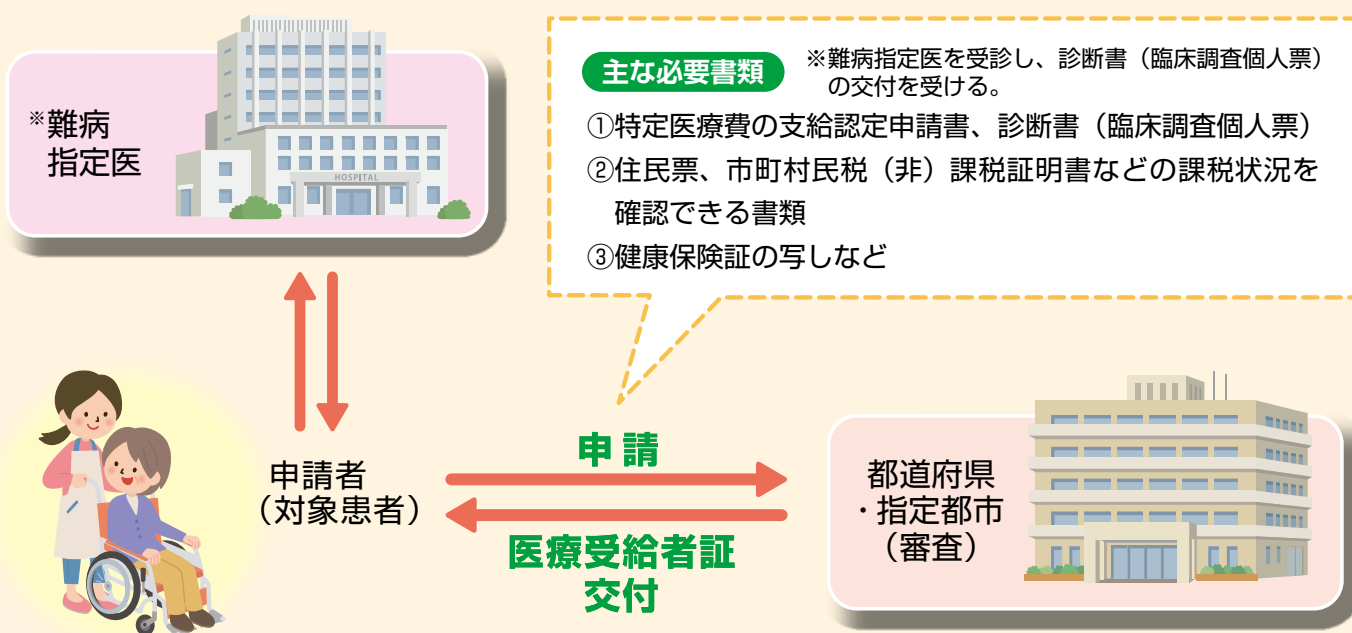 ※難病
指定医
HOSPITAL
主な必要書類
※難病指定医を受診し、診断書（臨床調査個人票）
の交付を受ける。
①特定医療費の支給認定申請書、診断書（臨床調査個人票）
②住民票、市町村民税（非）課税証明書などの課税状況を
確認できる書類
③健康保険証の写しなど
申請者
（対象患者）
申請
医療受給者証
交付
都道府県
・指定都市
（審査）